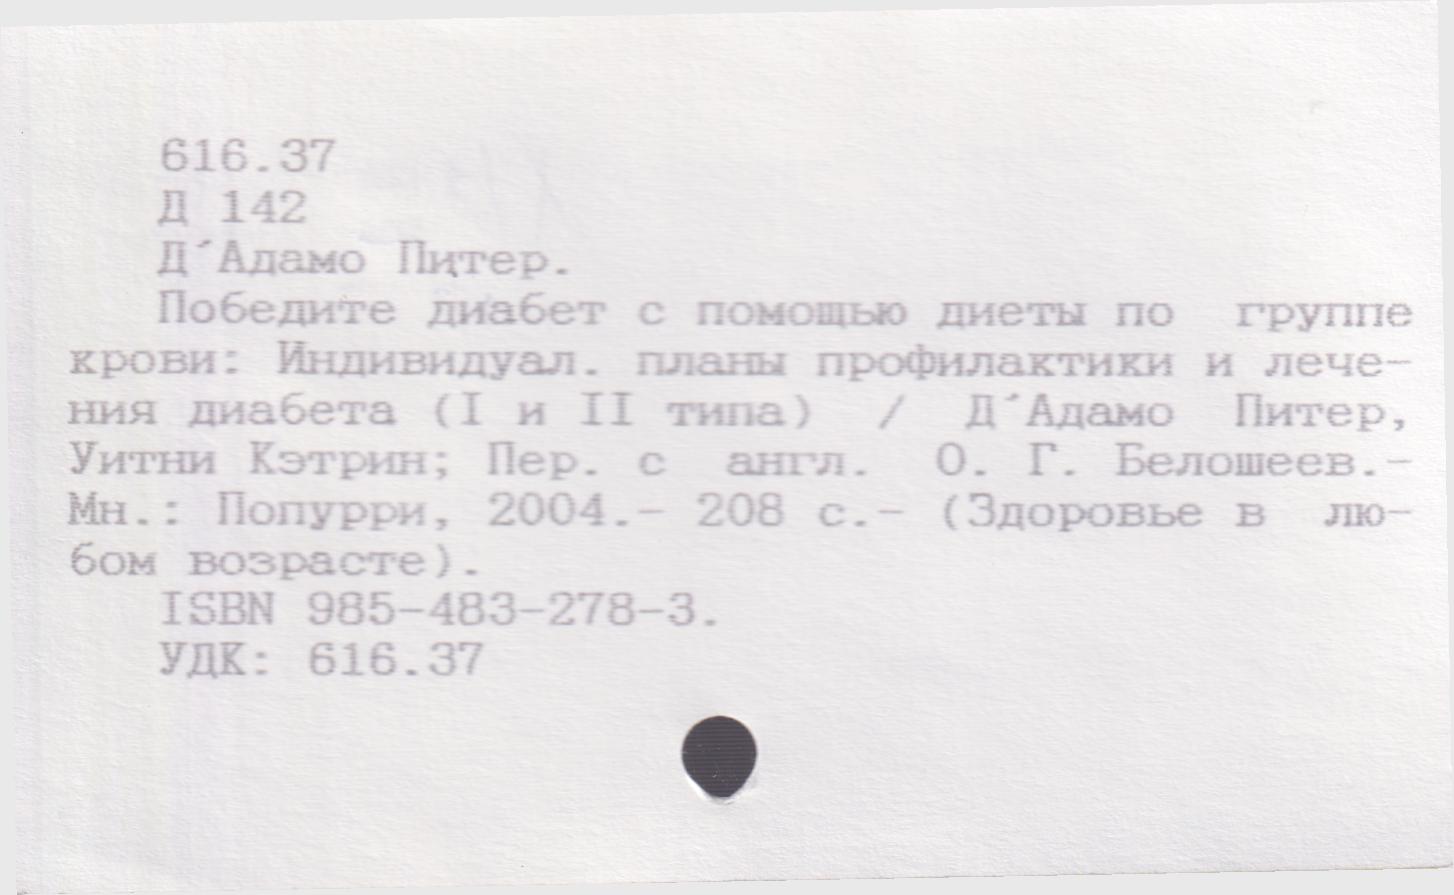 616.37
Д 142
Д´Адамо Питер.
Победите диабет с помощью диеты по группе
крови: Индивидуал. планы профилактики и лече-
ния диабета (I и II типа) / Д´Адамо Питер,
Уитни Кэтрин; Пер. с англ. О. Г. Белошеев.-
Мн.: Попурри, 2004.- 208 с.- (Здоровье в лю-
бом возрасте).
ISBN 985-483-278-3.
УДК: 616.37